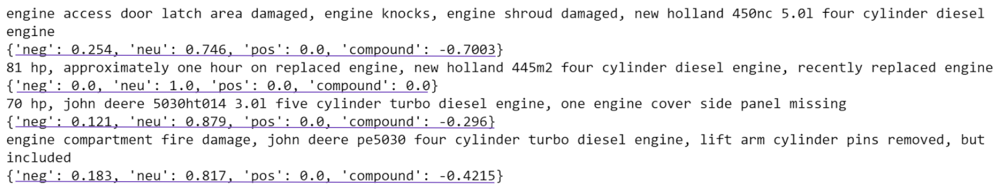 engine access door latch area damaged, engine knocks, engine shroud damaged, new holland 450nc 5.0l four cylinder diesel
engine
{'neg': 0.254, 'neu': 0.746, 'pos': 0.0, 'compound': -0.7003}
81 hp, approximately one hour on replaced engine, new holland 445m2 four cylinder diesel engine, recently replaced engine
{'neg': 0.0, 'neu': 1.0, 'pos': 0.0, 'compound': 0.0}
70 hp, john deere 5030ht014 3.0l five cylinder turbo diesel engine, one engine cover side panel missing
{'neg': 0.121, 'neu': 0.879, 'pos': 0.0, 'compound': -0.296}
engine compartment fire damage, john deere pe5030 four cylinder turbo diesel engine, lift arm cylinder pins removed, but
included
{'neg': 0.183, 'neu': 0.817, 'pos': 0.0, 'compound': -0.4215}